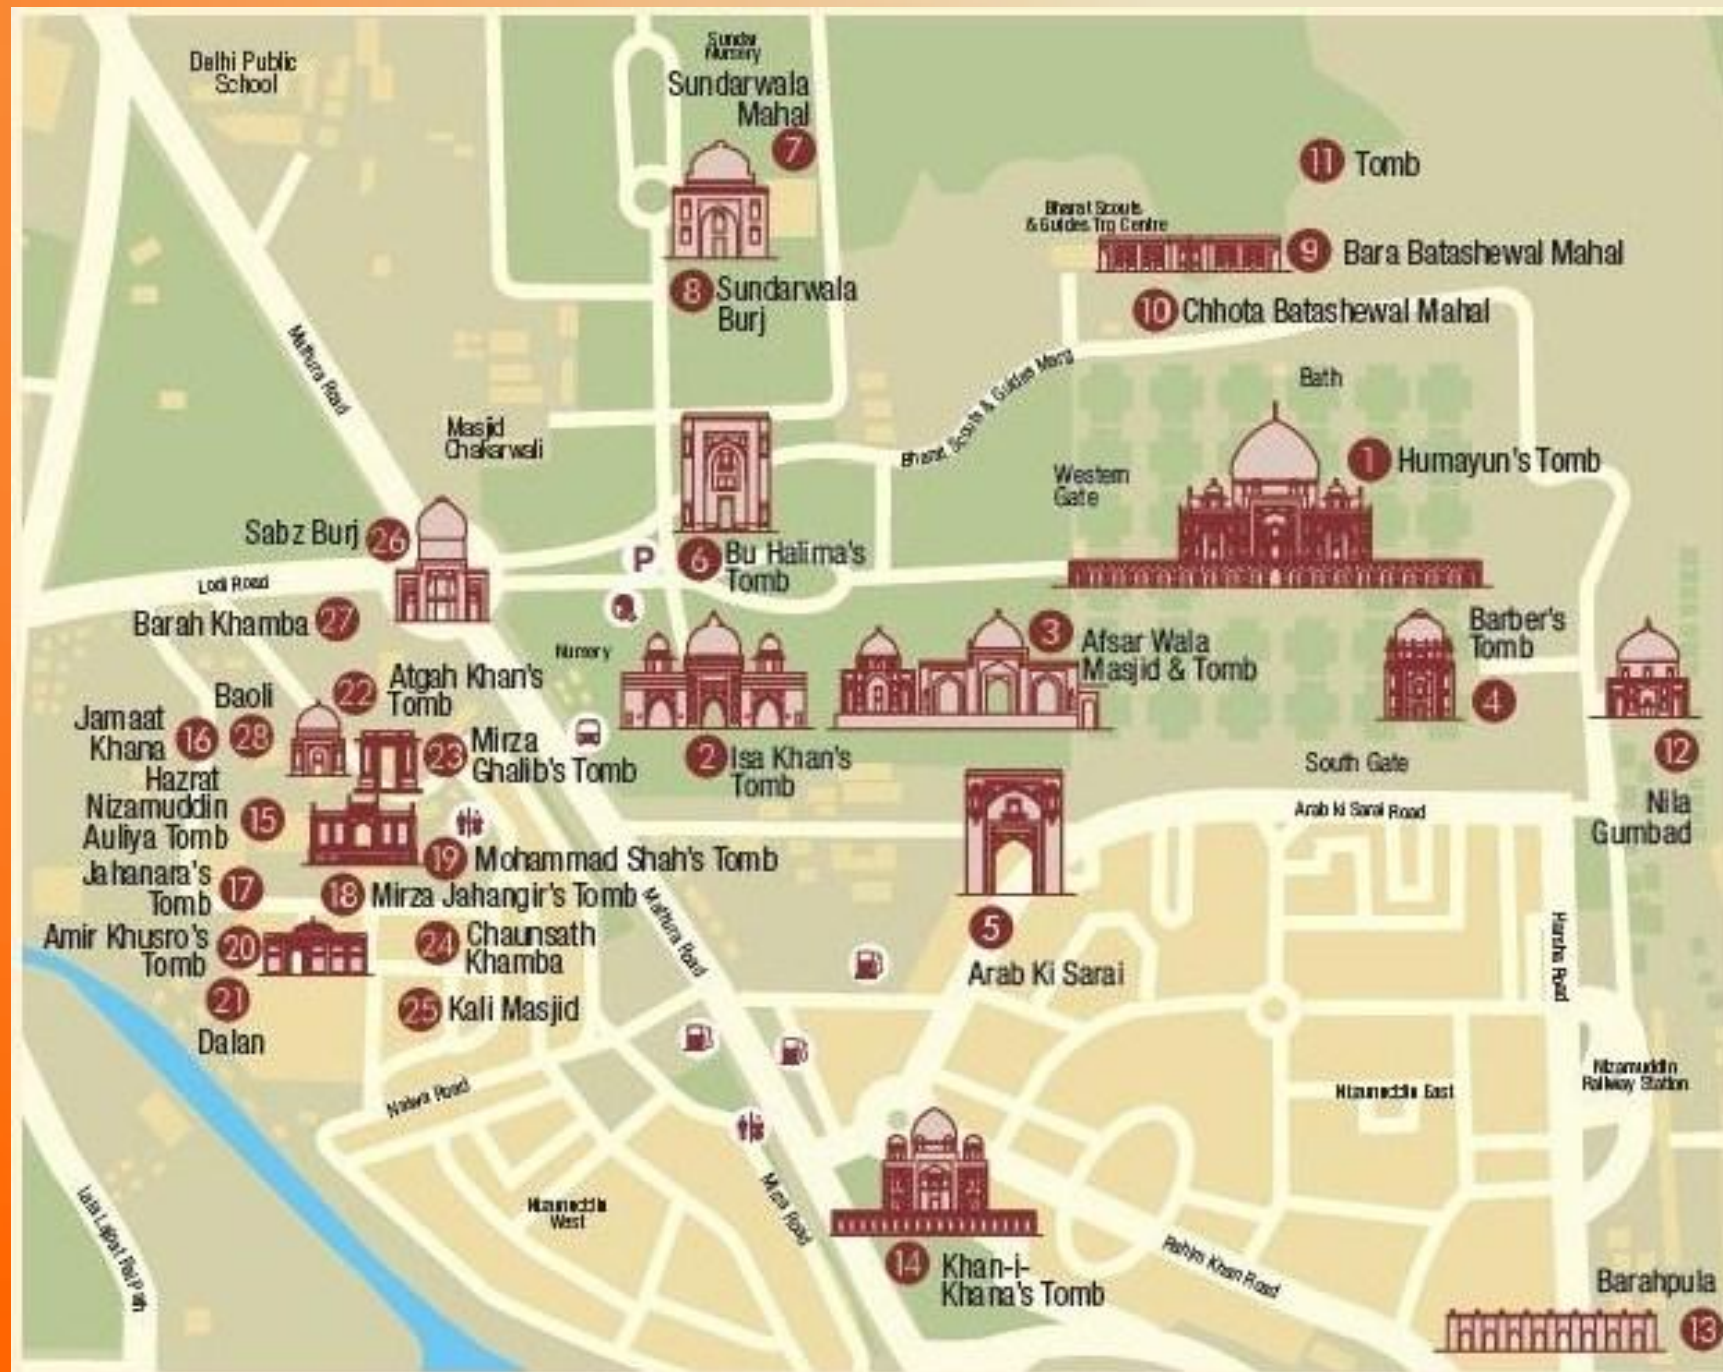 Delhi Public
School
Sundar
Nursery
Sundarwala
Mahal
7
11 Tomb
Bharat Scouts
& Guides Trg Centre
9 Bara Batashewal Mahal
8 Sundarwala
Burj
10 Chhota Batashewal Mahal
Mathura Road
Bharat Scouts & Guides Marg
Bath
Masjid
Chakarwali
1 Humayun's Tomb
Western
Gate
Sabz Burj 26
P
6 Bu Halima's
Tomb
Lodi Road
Barah Khamba 27
Nursery
3 Afsar Wala
Masjid & Tomb
Barber's
Tomb
4
22 Atgah Khan's
Tomb
Baoli
28
Jamaat
Khana 16
23 Mirza
Ghalib's Tomb
2 Isa Khan's
Tomb
South Gate
12
Nila
Gumbad
Hazrat
Nizamuddin
Auliya Tomb 15
Arab ki Sarai Road
19 Mohammad Shah's Tomb
Jahanara's
Tomb 17
18 Mirza Jahangir's Tomb
Mathura Road
Amir Khusro's
Tomb 20
24 Chaunsath
Khamba
5
Arab Ki Sarai
Harsha Road
21
Dalan
25 Kali Masjid
Nizamuddin
Railway Station
Nizamuddin East
Nalwa Road
Lala Lajpat Rai Path
Nizamuddin
West
Mirza Road
14 Khan-i-
Khana's Tomb
Rahim Khan Road
Barahpula
13